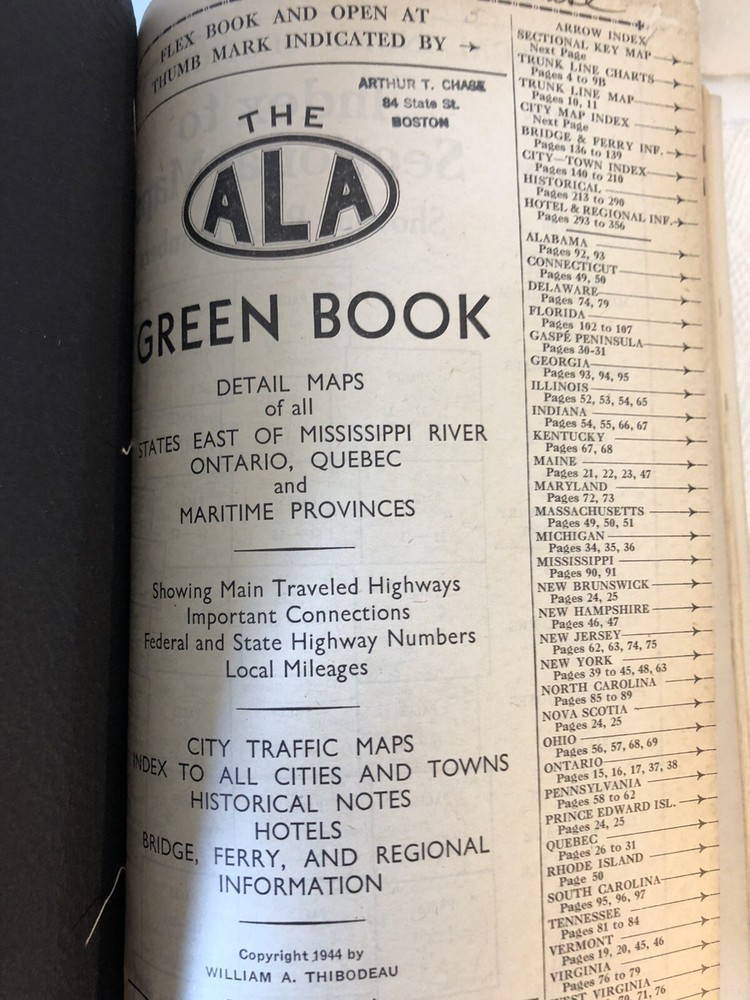 FLEX BOOK AND OPEN AT
THUMB MARK INDICATED BY
ARTHUR T. CHASE
84 State St.
BOSTON
THE
ALA
GREEN BOOK
DETAIL MAPS
of all
STATES EAST OF MISSISSIPPI RIVER
ONTARIO, QUEBEC
and
MARITIME PROVINCES
Showing Main Traveled Highways
Important Connections
Federal and State Highway Numbers
Local Mileages
CITY TRAFFIC MAPS
INDEX TO ALL CITIES AND TOWNS
HISTORICAL NOTES
HOTELS
BRIDGE, FERRY, AND REGIONAL
INFORMATION
Copyright 1944 by
WILLIAM A. THIBODEAU
ARROW INDEX
SECTIONAL KEY MAP
Next Page
TRUNK LINE CHARTS
Pages 4 to 9B
TRUNK LINE MAP
Pages 10, 11
CITY MAP INDEX
Next Page
BRIDGE & FERRY INF.
Pages 136 to 139
CITY-TOWN INDEX
Pages 140 to 210
HISTORICAL
Pages 213 to 290
HOTEL & REGIONAL INF.
Pages 293 to 356
ALABAMA
Pages 92, 93
CONNECTICUT
Pages 49, 50
DELAWARE
Pages 74, 79
FLORIDA
Pages 102 to 107
GASPÉ PENINSULA
Pages 30-31
GEORGIA
Pages 93, 94, 95
ILLINOIS
Pages 52, 53, 54, 65
INDIANA
Pages 54, 55, 66, 67
KENTUCKY
Pages 67, 68
MAINE
Pages 21, 22, 23, 47
MARYLAND
Pages 72, 73
MASSACHUSETTS
Pages 49, 50, 51
MICHIGAN
Pages 34, 35, 36
MISSISSIPPI
Pages 90, 91
NEW BRUNSWICK
Pages 24, 25
NEW HAMPSHIRE
Pages 46, 47
NEW JERSEY
Pages 62, 63, 74, 75
NEW YORK
Pages 39 to 45, 48, 63
NORTH CAROLINA
Pages 85 to 89
NOVA SCOTIA
Pages 24, 25
OHIO
Pages 56, 57, 68, 69
ONTARIO
Pages 15, 16, 17, 37, 38
PENNSYLVANIA
Pages 58 to 62
PRINCE EDWARD ISL.
Pages 24, 25
QUEBEC
Pages 26 to 31
RHODE ISLAND
Page 50
SOUTH CAROLINA
Pages 95, 96, 97
TENNESSEE
Pages 81 to 84
VERMONT
Pages 19, 20, 45, 46
VIRGINIA
Pages 76 to 79
WEST VIRGINIA
70, 71, 76